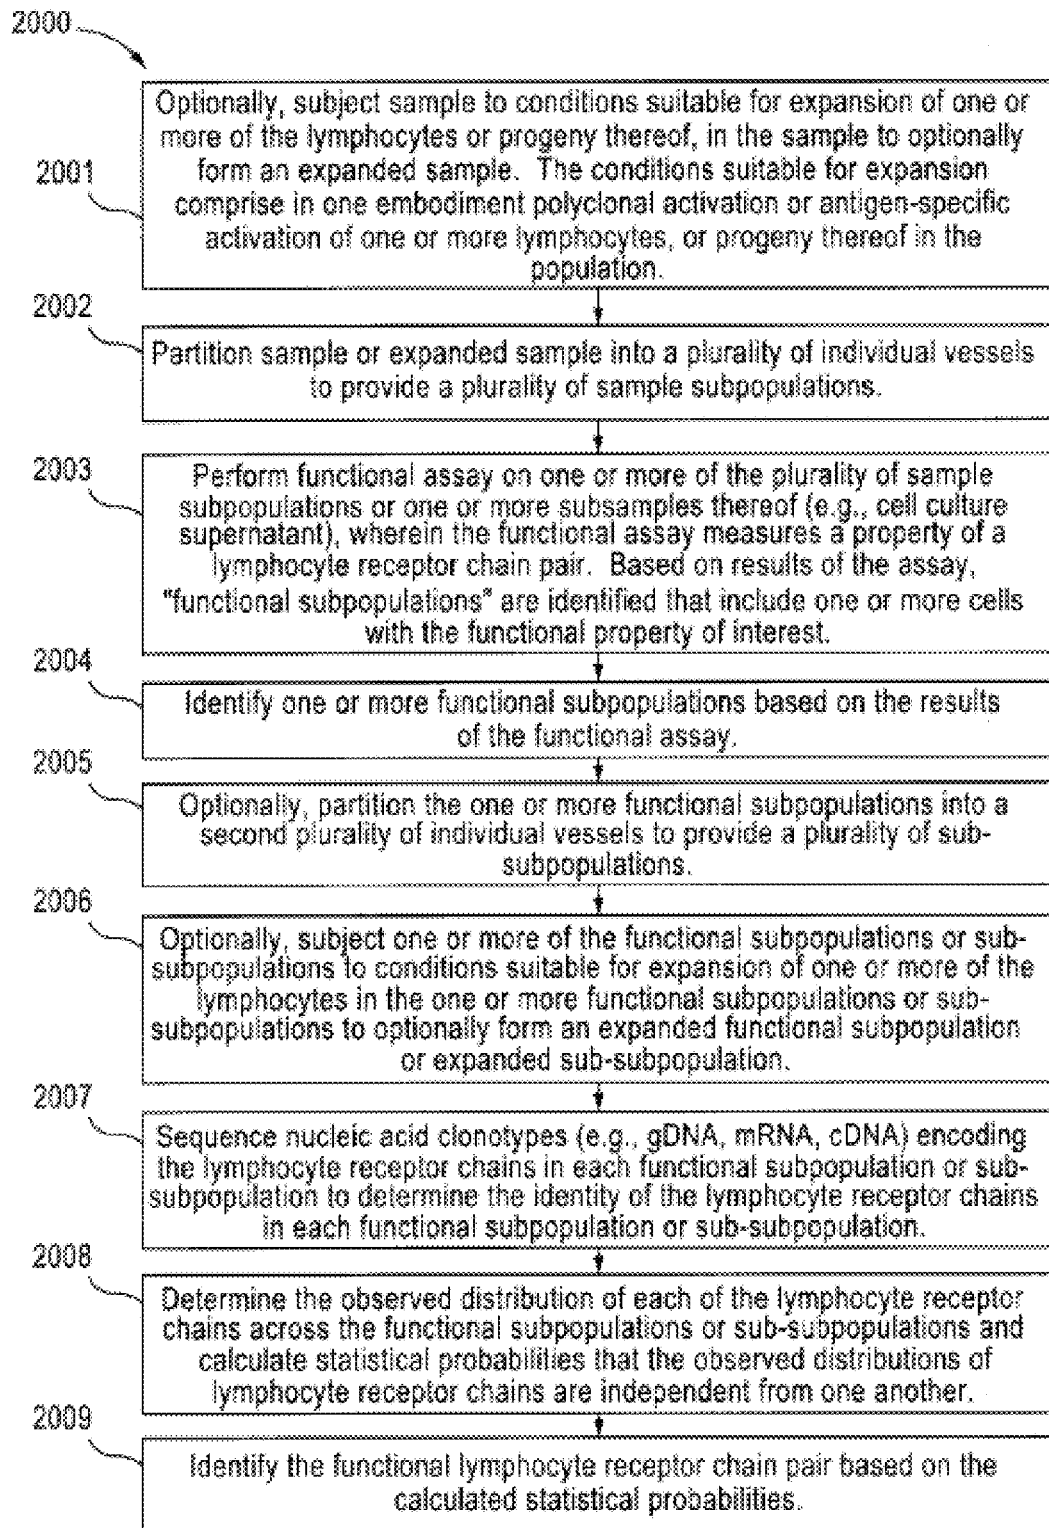 2000
2001
Optionally, subject sample to conditions suitable for expansion of one or
more of the lymphocytes or progeny thereof, in the sample to optionally
form an expanded sample. The conditions suitable for expansion
comprise in one embodiment polyclonal activation or antigen-specific
activation of one or more lymphocytes, or progeny thereof in the
population.
2002
Partition sample or expanded sample into a plurality of individual vessels
to provide a plurality of sample subpopulations.
2003
Perform functional assay on one or more of the plurality of sample
subpopulations or one or more subsamples thereof (e.g., cell culture
supernatant), wherein the functional assay measures a property of a
lymphocyte receptor chain pair. Based on results of the assay,
"functional subpopulations" are identified that include one or more cells
with the functional property of interest.
2004
Identify one or more functional subpopulations based on the results
of the functional assay.
2005
Optionally, partition the one or more functional subpopulations into a
second plurality of individual vessels to provide a plurality of sub-
subpopulations.
2006
Optionally, subject one or more of the functional subpopulations or sub-
subpopulations to conditions suitable for expansion of one or more of the
lymphocytes in the one or more functional subpopulations or sub-
subpopulations to optionally form an expanded functional subpopulation
or expanded sub-subpopulation.
2007
Sequence nucleic acid clonotypes (e.g., gDNA, mRNA, cDNA) encoding
the lymphocyte receptor chains in each functional subpopulation or sub-
subpopulation to determine the identity of the lymphocyte receptor chains
in each functional subpopulation or sub-subpopulation.
2008
Determine the observed distribution of each of the lymphocyte receptor
chains across the functional subpopulations or sub-subpopulations and
calculate statistical probabilities that the observed distributions of
lymphocyte receptor chains are independent from one another.
2009
Identify the functional lymphocyte receptor chain pair based on the
calculated statistical probabilities.